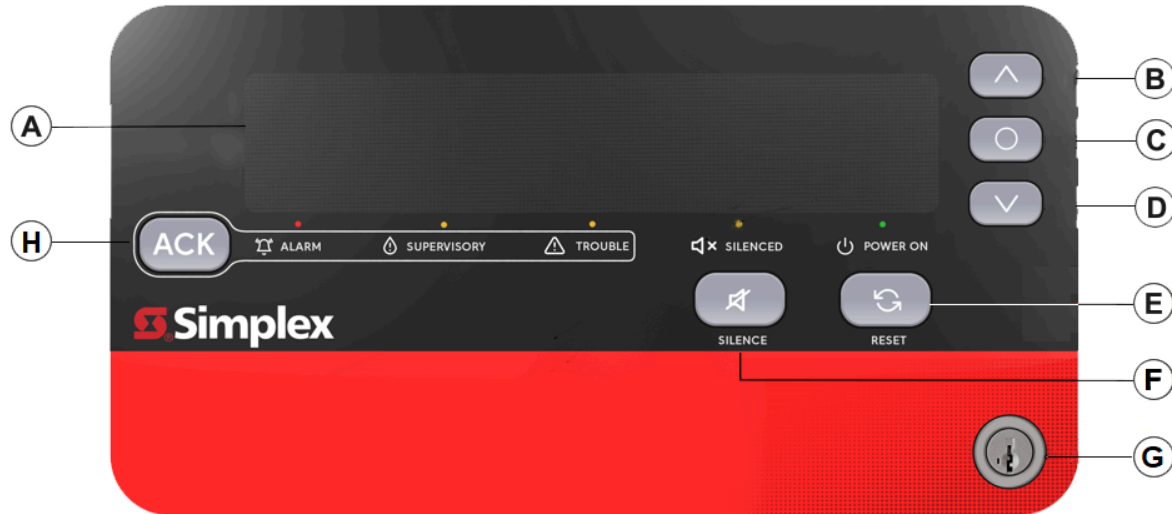 A
B
C
D
H
ACK
ALARM
SUPERVISORY
TROUBLE
SILENCED
POWER ON
E
Simplex
SILENCE
RESET
F
G